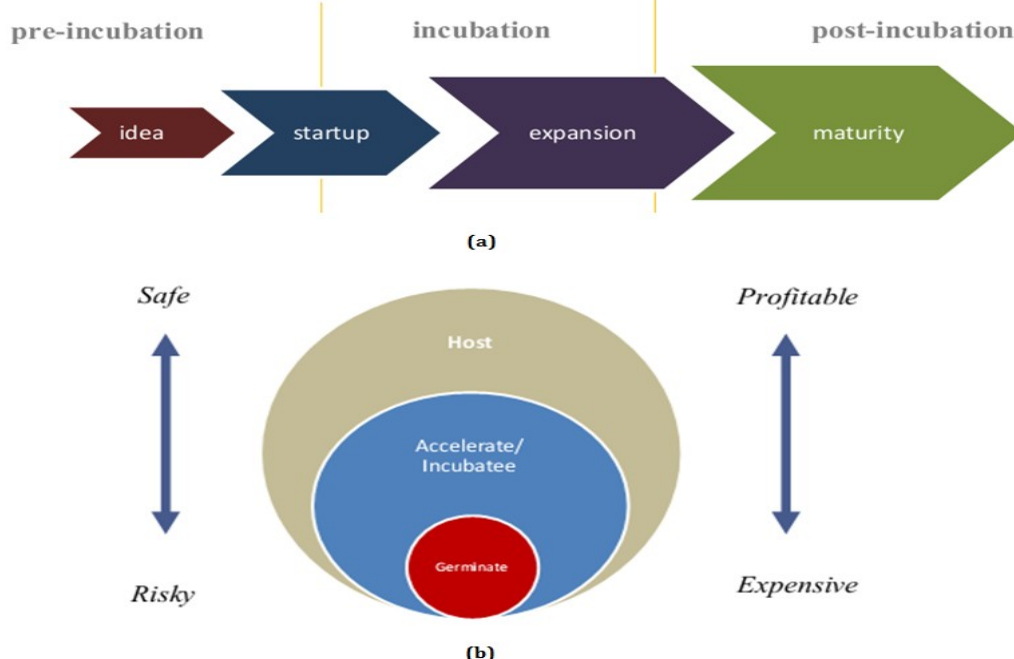 pre-incubation
incubation
post-incubation
idea
startup
expansion
maturity
(a)
Safe
Profitable
Host
Accelerate/
Incubatee
Germinate
Risky
Expensive
(b)